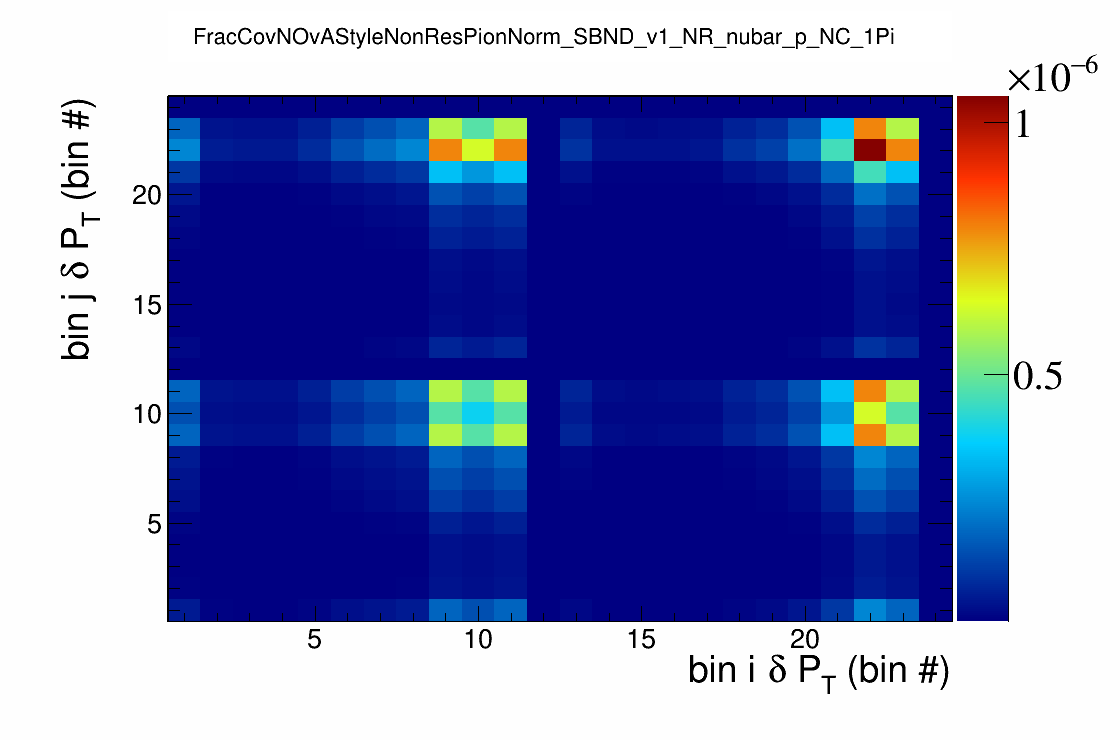 FracCovNOvAStyleNonResPionNorm_SBND_v1_NR_nubar_p_NC_1Pi
×10⁻⁶
1
0.5
bin j δ P_T (bin #)
20
15
10
5
5 10 15 20
bin i δ P_T (bin #)